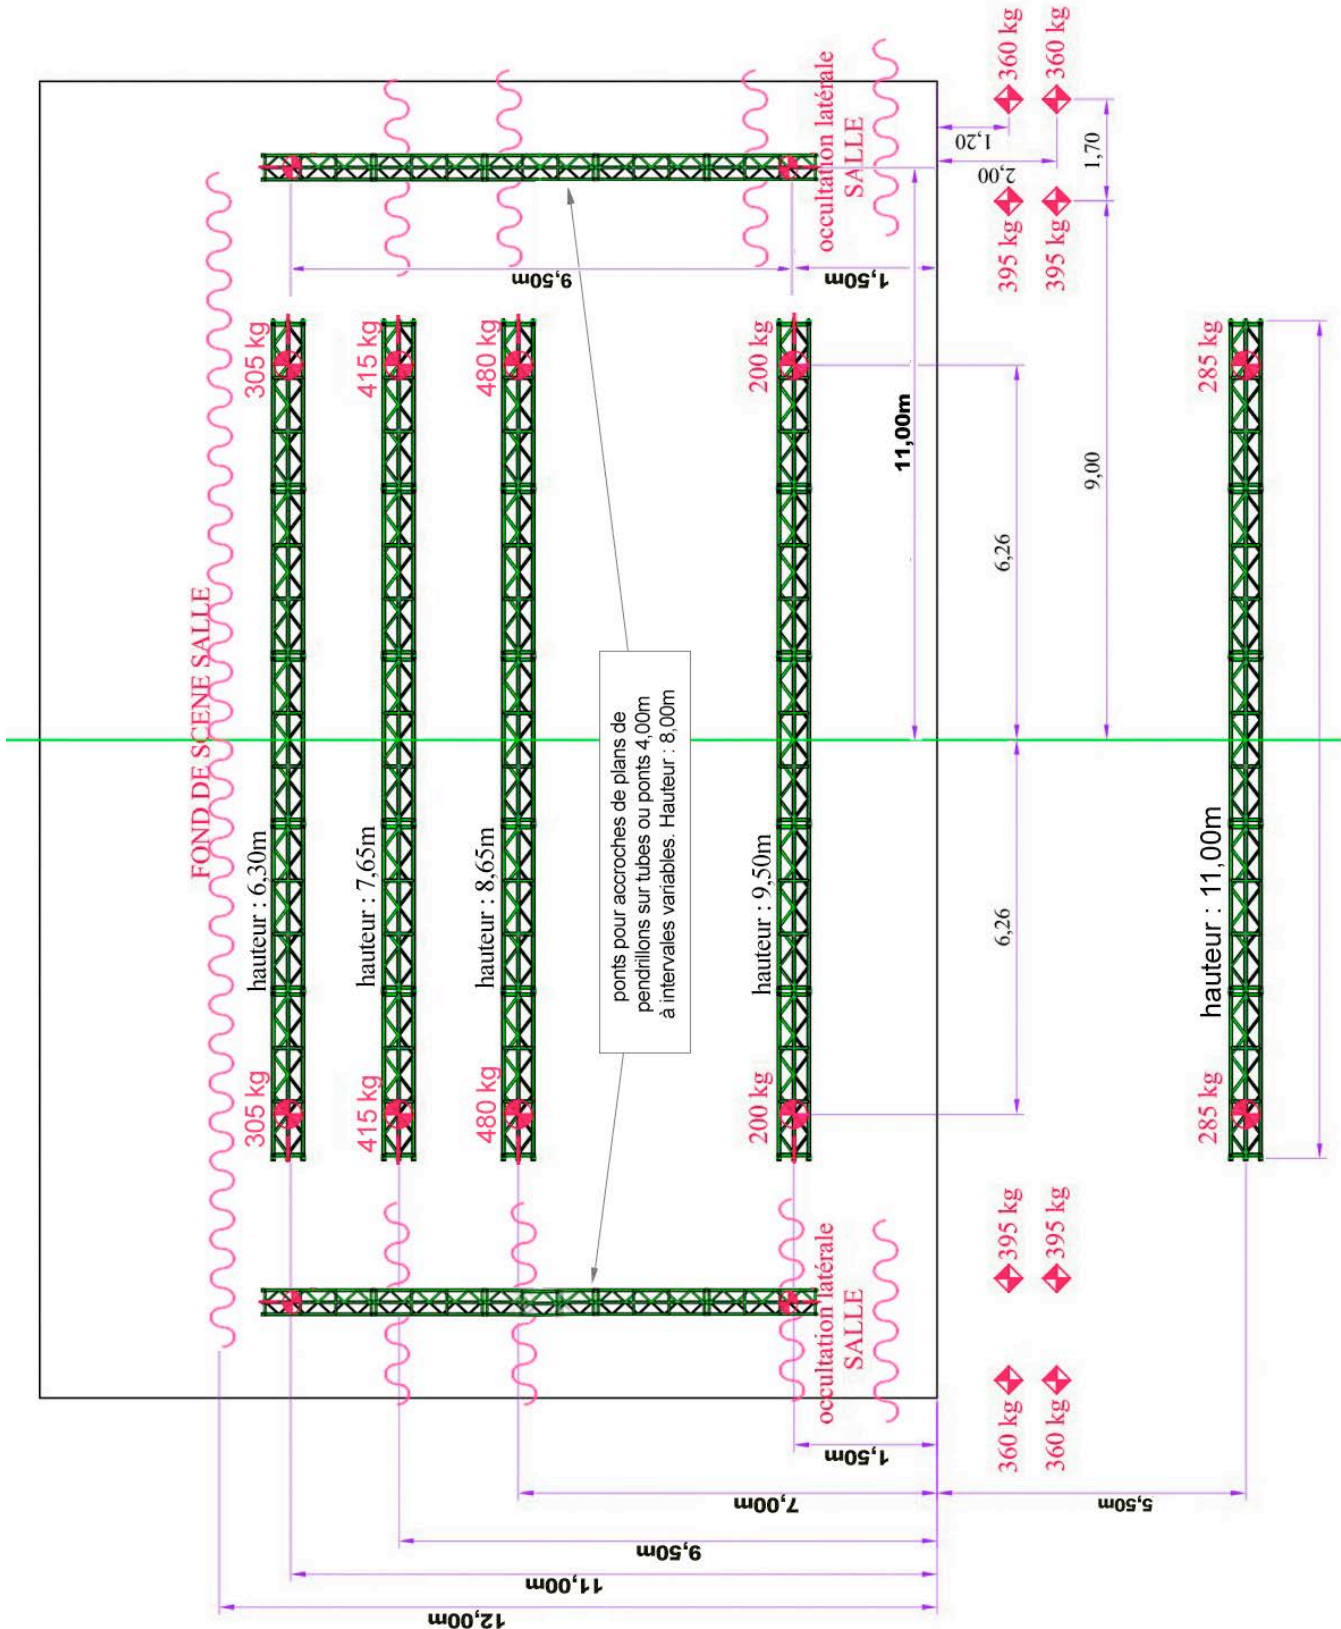 FOND DE SCENE SALLE
305 kg
hauteur : 6,30m
305 kg
415 kg
hauteur : 7,65m
415 kg
480 kg
hauteur : 8,65m
480 kg
ponts pour accroches de plans de
pendrillons sur tubes ou ponts 4,00m
à intervales variables. Hauteur : 8,00m
9,50m
1,50m
200 kg
hauteur : 9,50m
200 kg
occultation latérale
SALLE
occultation latérale
SALLE
11,00m
1,20
2,00
1,70
9,00
6,26
6,26
360 kg
395 kg
395 kg
360 kg
360 kg
395 kg
395 kg
360 kg
285 kg
hauteur : 11,00m
285 kg
1,50m
7,00m
9,50m
11,00m
12,00m
5,50m